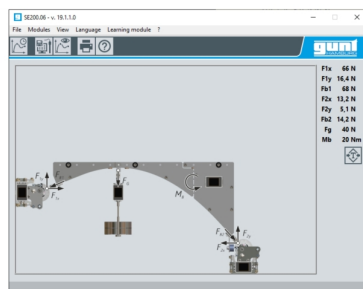 SE200.06 - v. 19.1.1.0
File Modules View Language Learning module ?
gunt
F1x 66 N
F1y 16,4 N
Fb1 68 N
F2x 13,2 N
F2y 5,1 N
Fb2 14,2 N
Fg 40 N
Mb 20 Nm